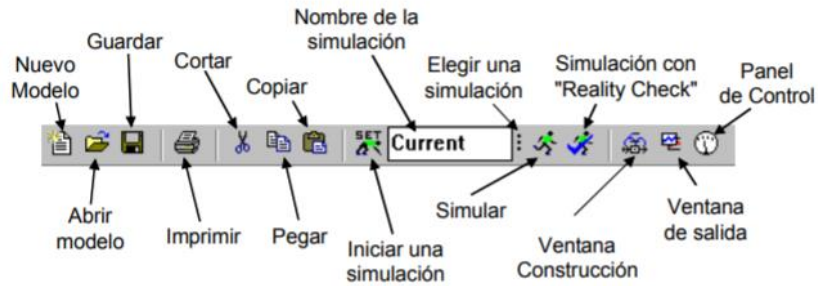 Nombre de la
simulación
Guardar
Cortar
Nuevo
Modelo
Copiar
Elegir una
simulación
Simulación con
"Reality Check"
Panel
de Control
SET
Current
Abrir
modelo
Imprimir
Pegar
Iniciar una
simulación
Simular
Ventana
Construcción
Ventana
de salida